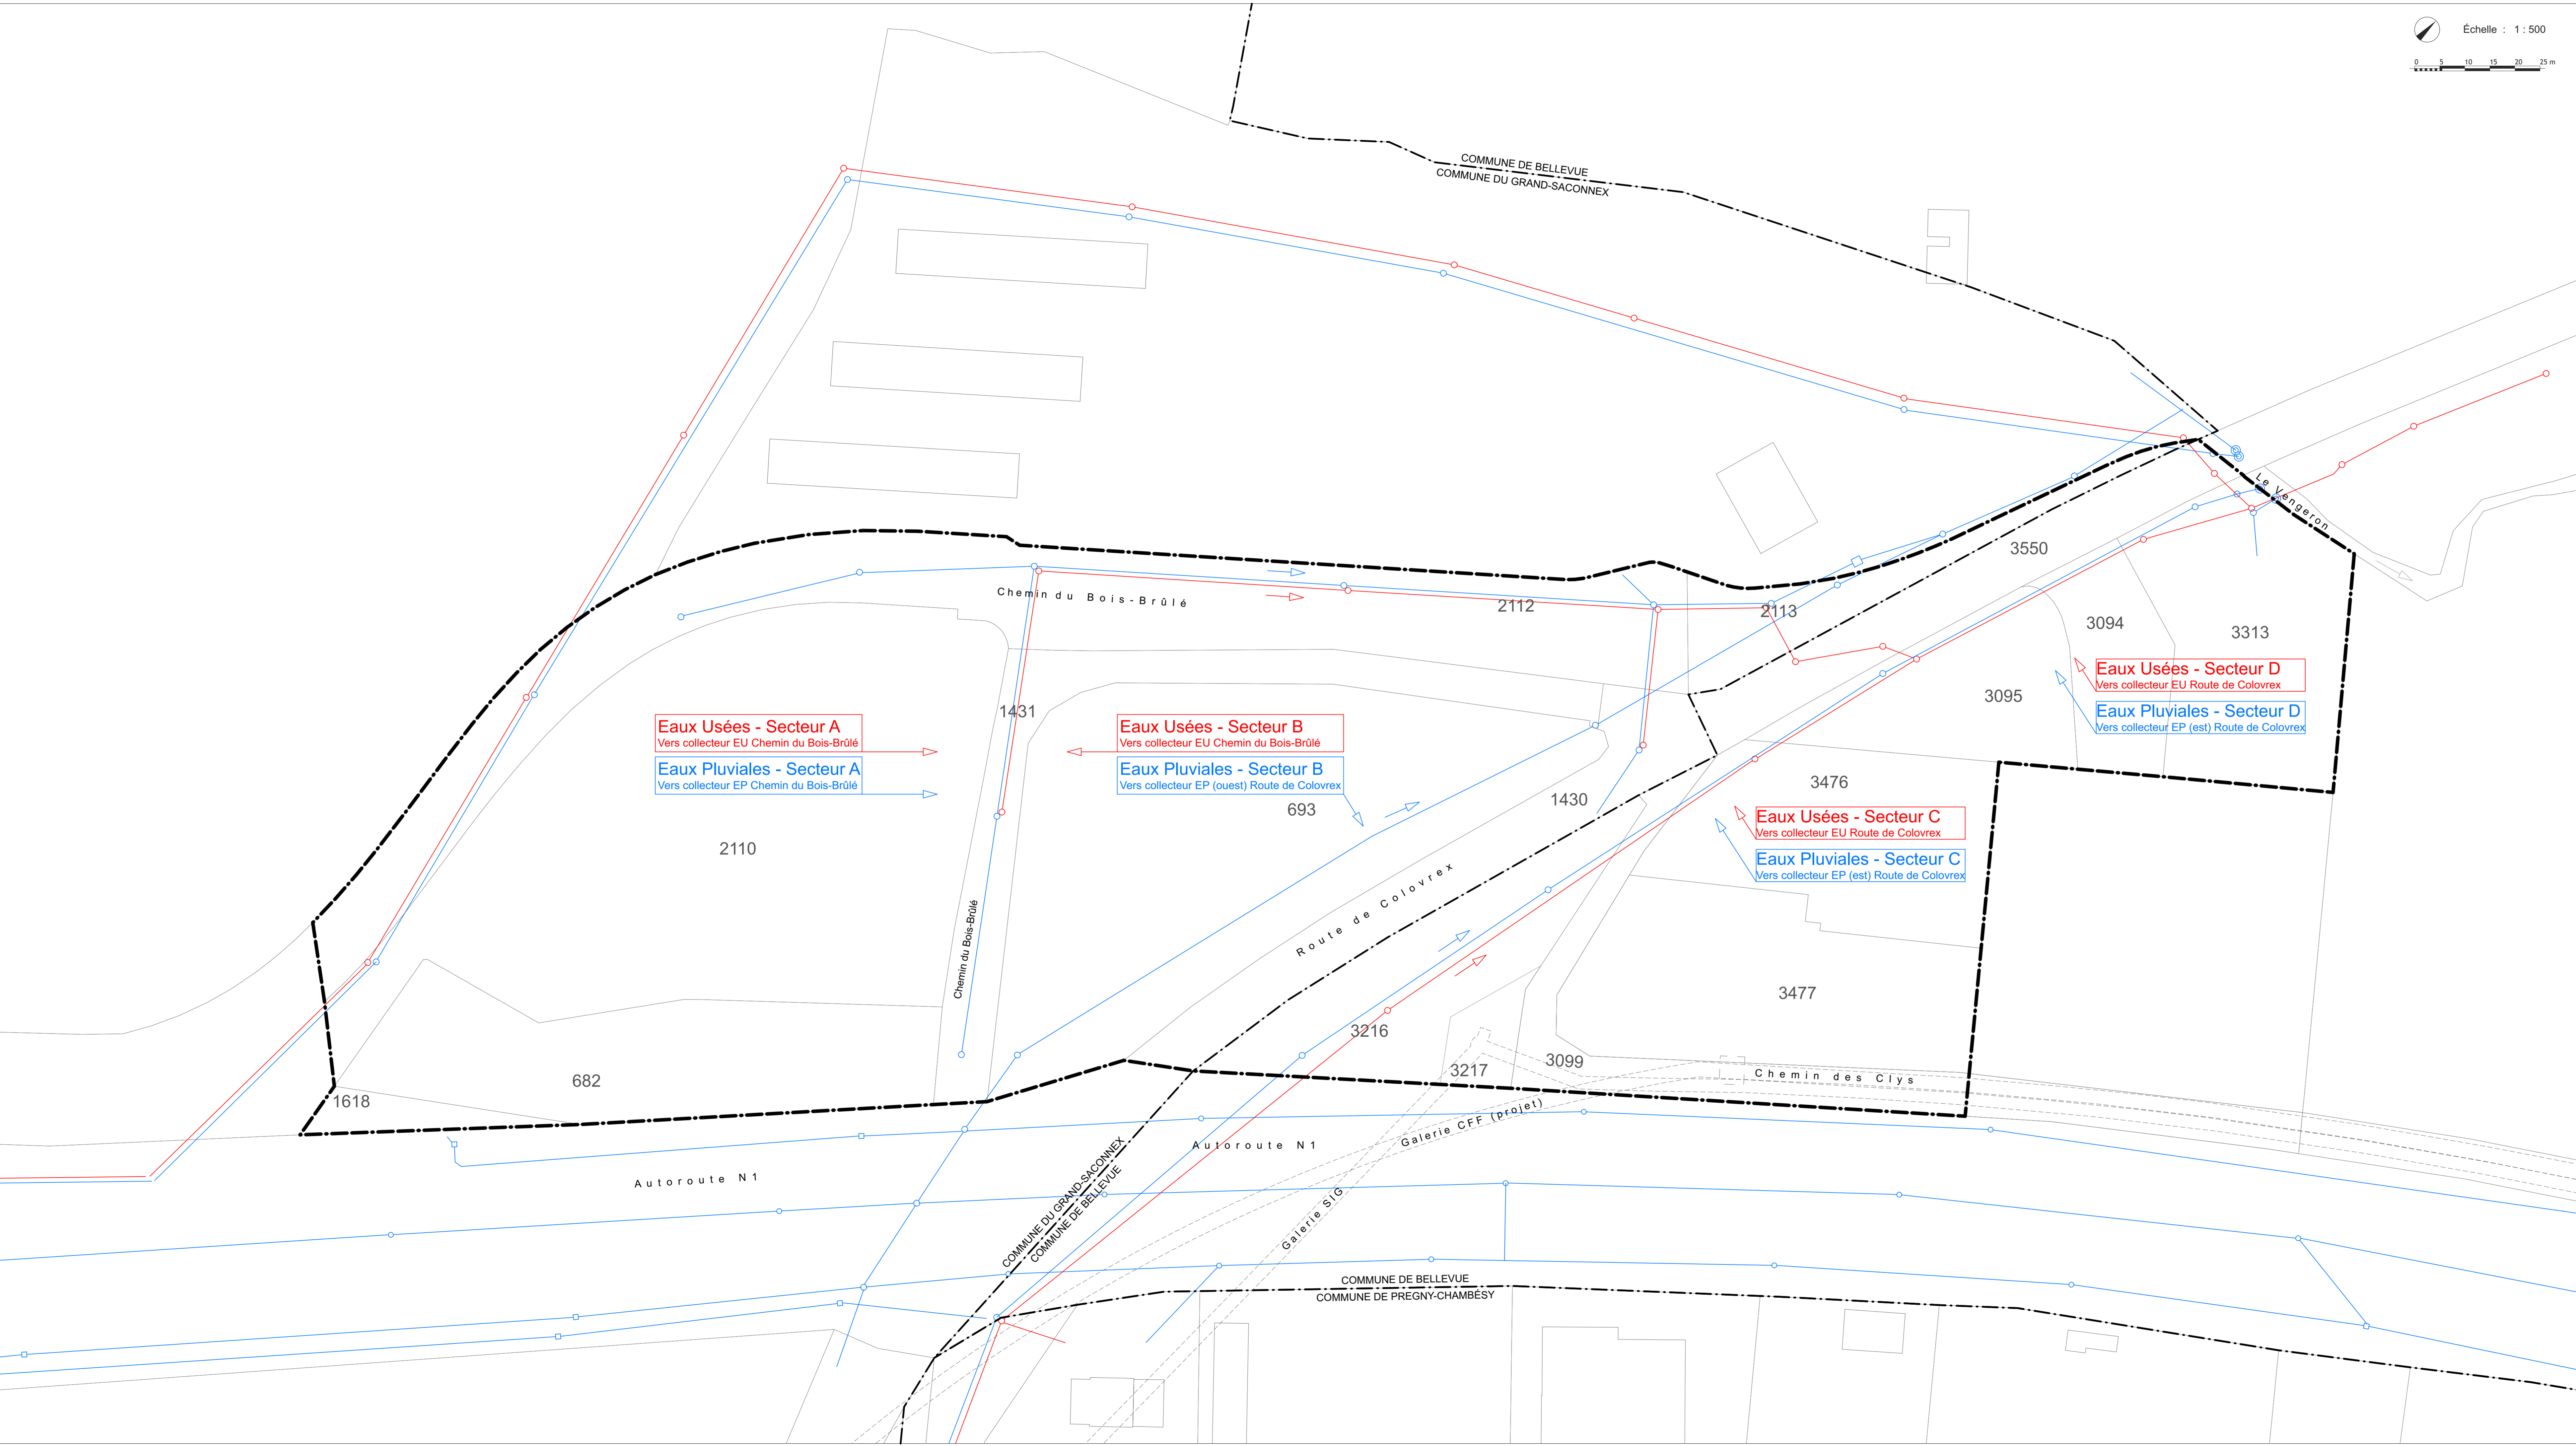 Échelle : 1 : 500
0 5 10 15 20 25 m
COMMUNE DE BELLEVUE
COMMUNE DU GRAND-SACONNEX
Le Vengeron
3550
Chemin du Bois-Brûlé
2112
2113
3094
3313
Eaux Usées - Secteur D
Vers collecteur EU Route de Colovrex
3095
Eaux Pluviales - Secteur D
Vers collecteur EP (est) Route de Colovrex
1431
Eaux Usées - Secteur A
Vers collecteur EU Chemin du Bois-Brûlé
Eaux Pluviales - Secteur A
Vers collecteur EP Chemin du Bois-Brûlé
Eaux Usées - Secteur B
Vers collecteur EU Chemin du Bois-Brûlé
Eaux Pluviales - Secteur B
Vers collecteur EP (ouest) Route de Colovrex
693
1430
3476
Eaux Usées - Secteur C
Vers collecteur EU Route de Colovrex
Eaux Pluviales - Secteur C
Vers collecteur EP (est) Route de Colovrex
2110
Route de Colovrex
Chemin du Bois-Brûlé
3477
3216
3217
3099
Chemin des Clys
682
1618
Galerie CFF (projet)
Autoroute N1
Autoroute N1
COMMUNE DU GRAND-SACONNEX
COMMUNE DE BELLEVUE
Galerie SIG
COMMUNE DE BELLEVUE
COMMUNE DE PREGNY-CHAMBÉSY